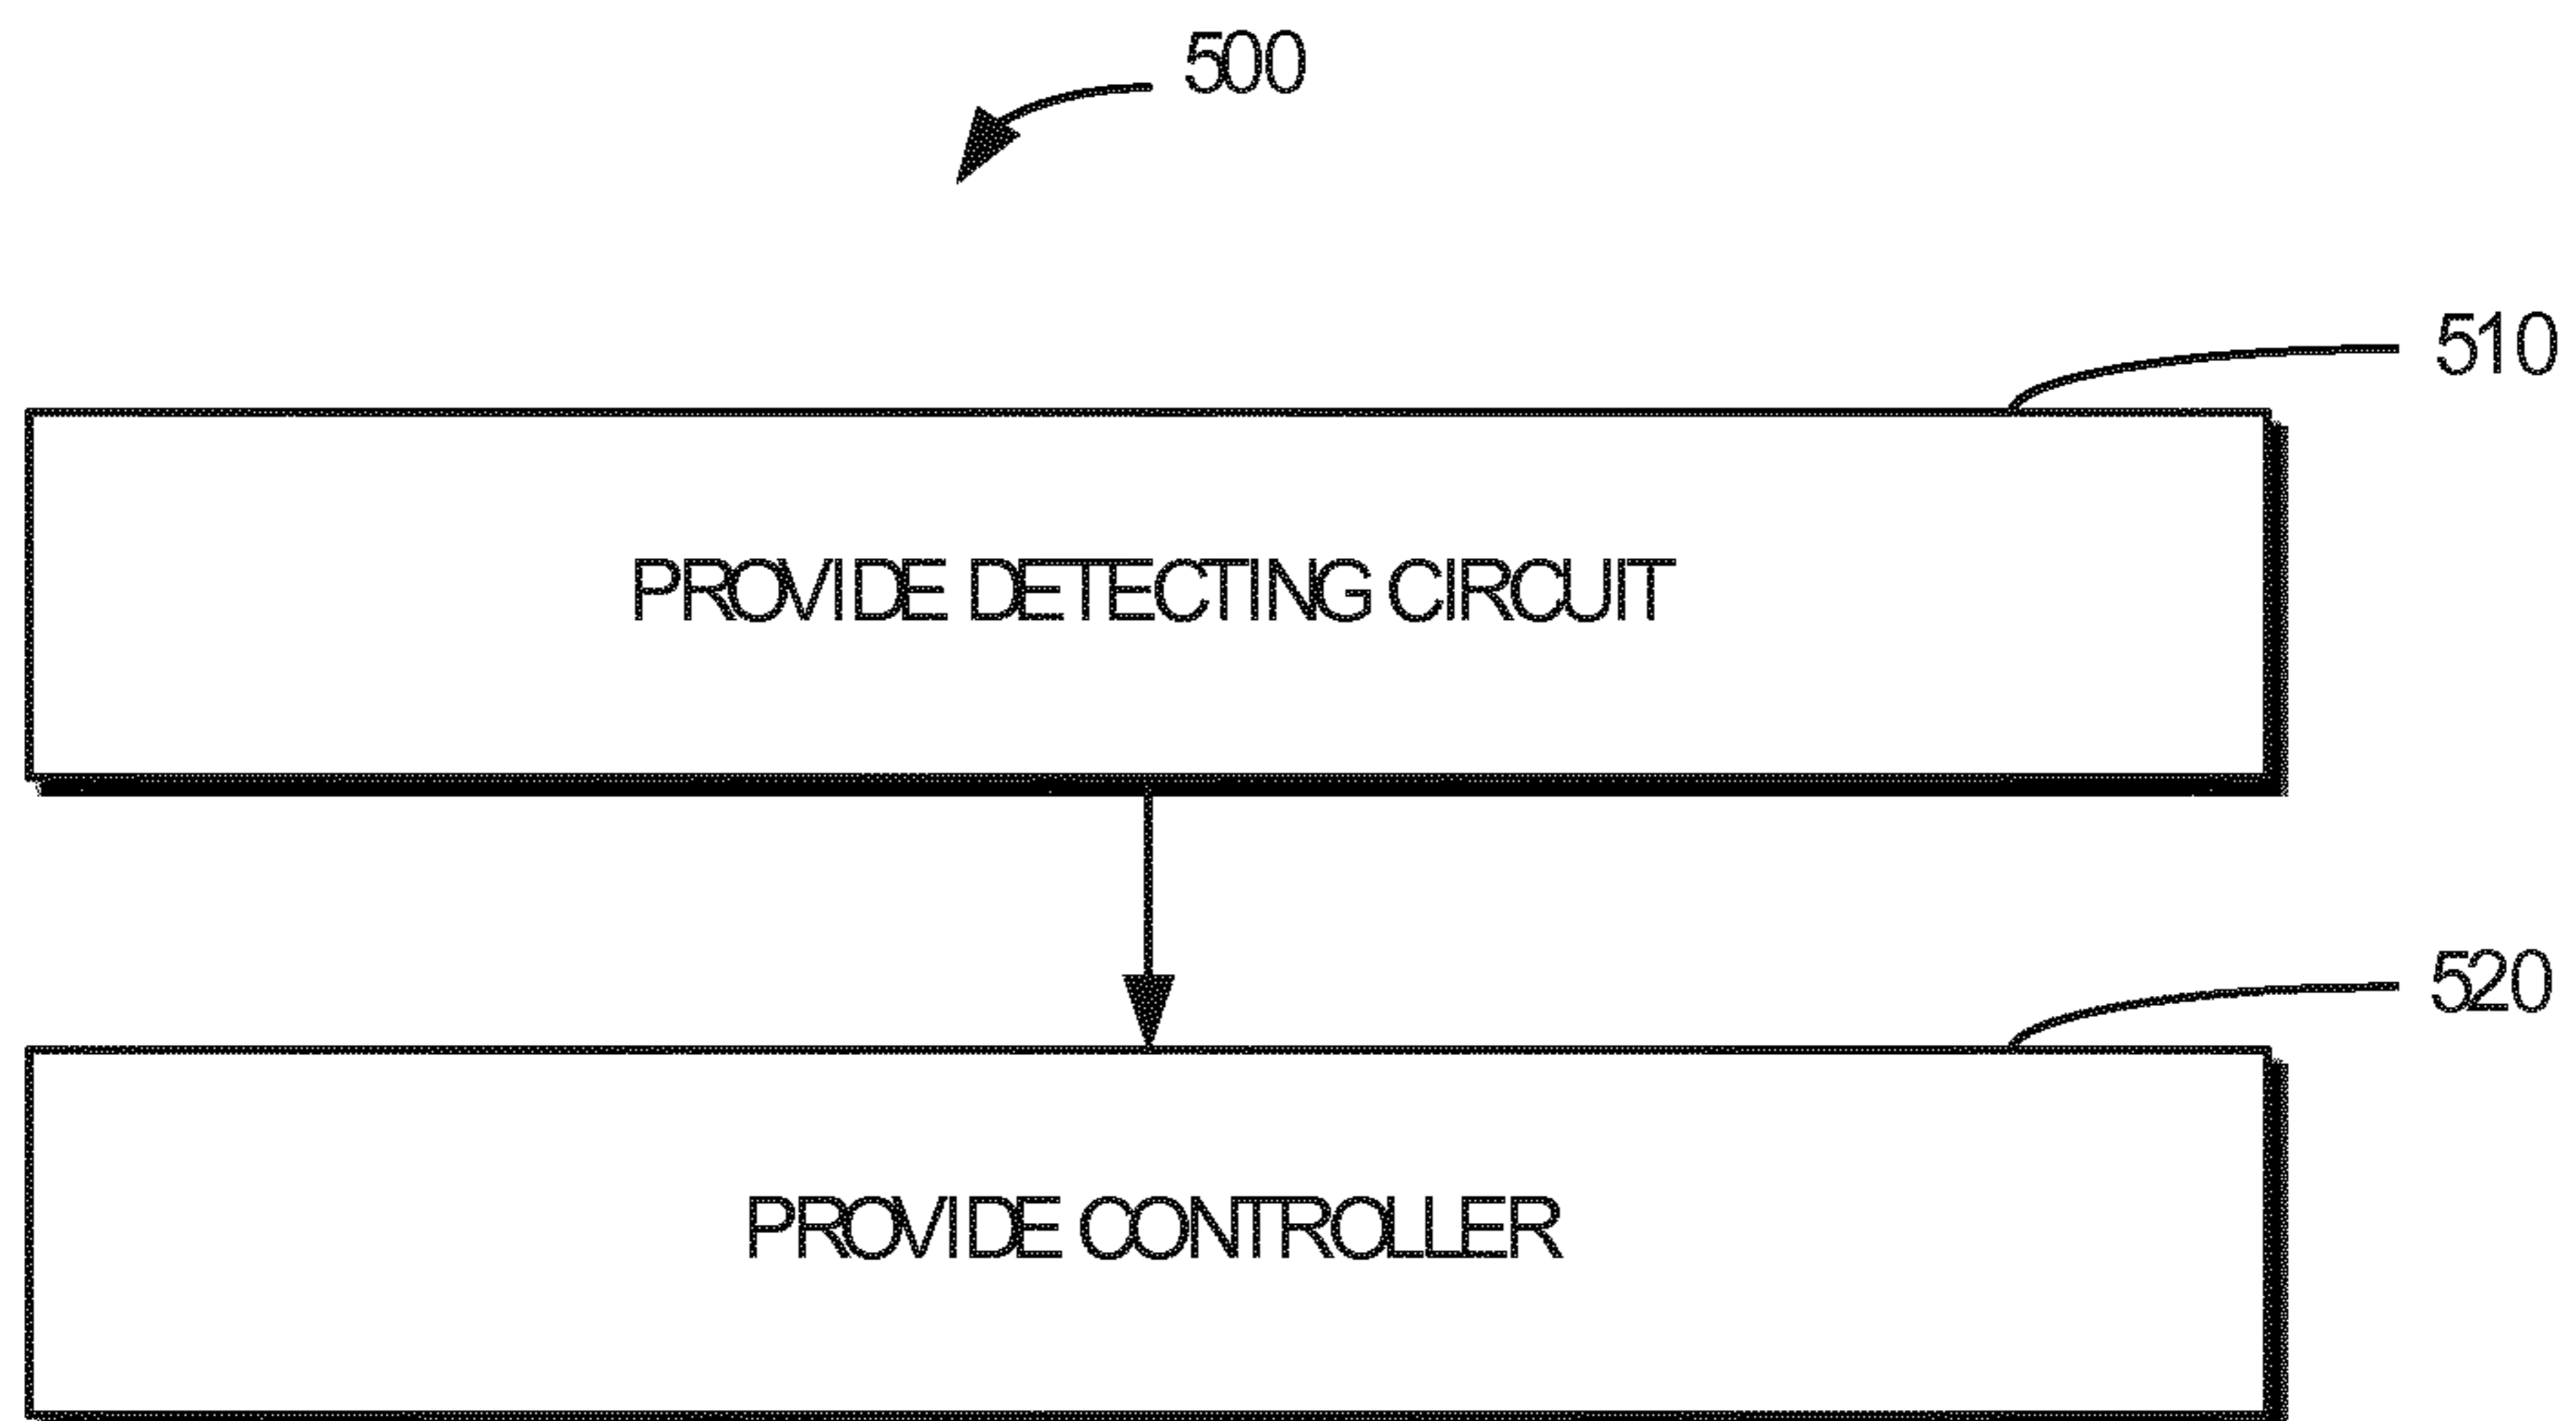 500
510
PROVIDE DETECTING CIRCUIT
520
PROVIDE CONTROLLER